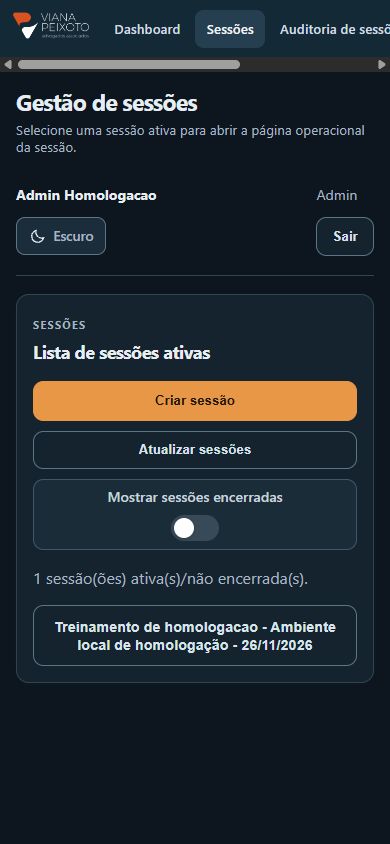 VIANA
PEIXOTO
advogados associados
Dashboard
Sessões
Auditoria de sessõ
Gestão de sessões
Selecione uma sessão ativa para abrir a página operacional
da sessão.
Admin Homologacao
Admin
Escuro
Sair
SESSÕES
Lista de sessões ativas
Criar sessão
Atualizar sessões
Mostrar sessões encerradas
1 sessão(ões) ativa(s)/não encerrada(s).
Treinamento de homologacao - Ambiente
local de homologação - 26/11/2026